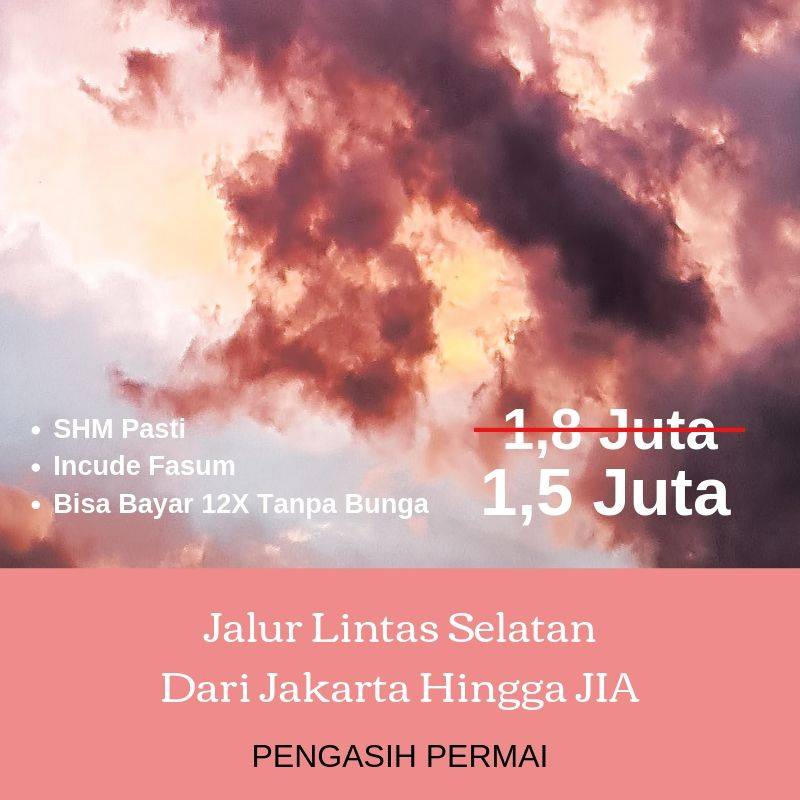 SHM Pasti
Incude Fasum
Bisa Bayar 12X Tanpa Bunga
1,8 Juta
1,5 Juta
Jalur Lintas Selatan
Dari Jakarta Hingga JIA
PENGASIH PERMAI